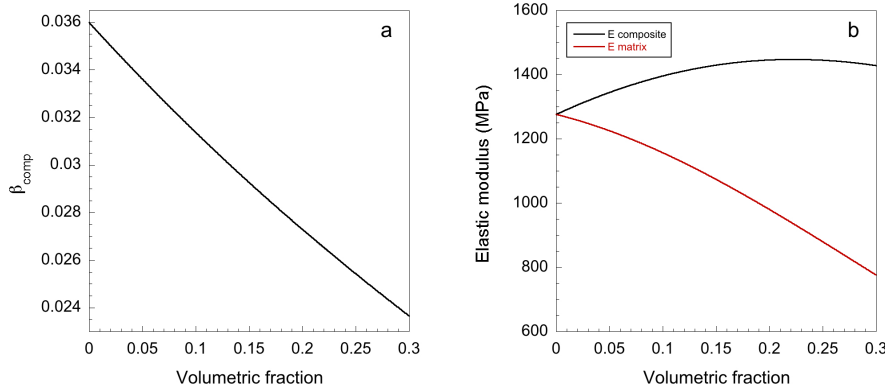 a
0.036
0.034
0.032
0.03
0.028
0.026
0.024
β_comp
0 0.05 0.1 0.15 0.2 0.25 0.3
Volumetric fraction
b
E composite
E matrix
1600
1400
1200
1000
800
600
Elastic modulus (MPa)
0 0.05 0.1 0.15 0.2 0.25 0.3
Volumetric fraction